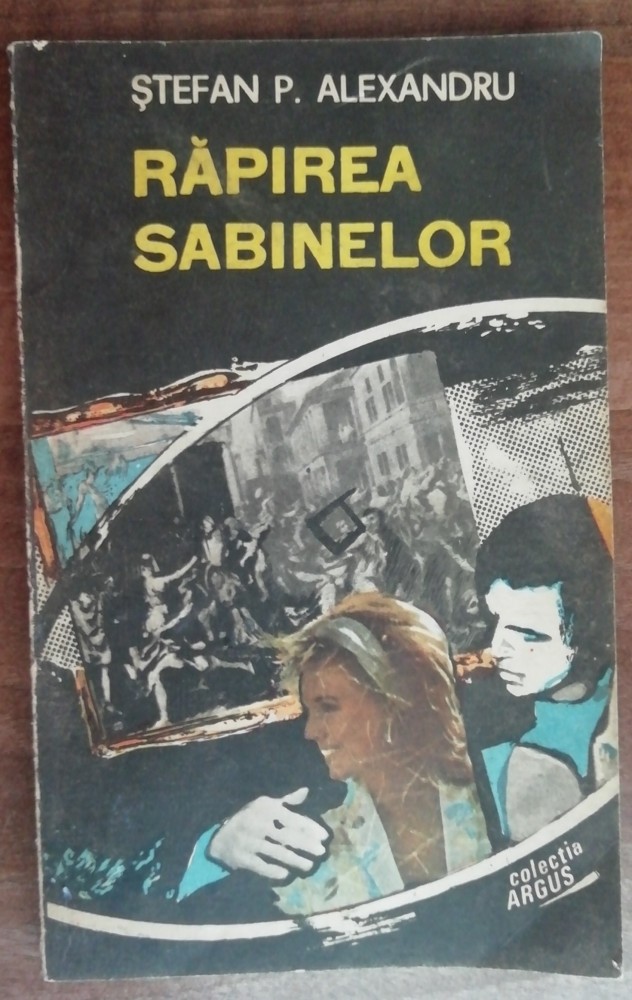 ŞTEFAN P. ALEXANDRU
RĂPIREA
SABINELOR
colecţia
ARGUS